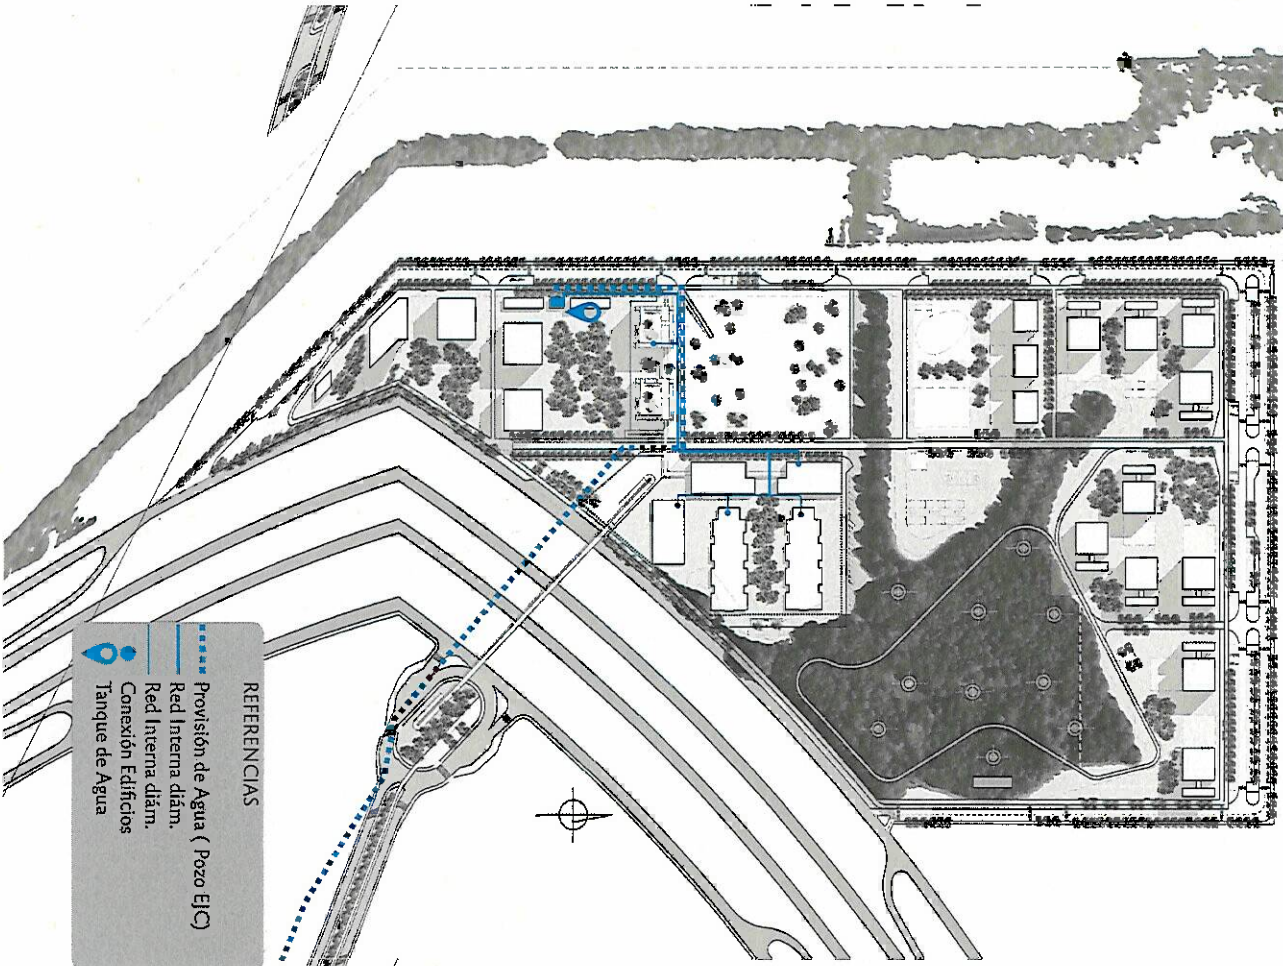 REFERENCIAS
Provisión de Agua ( Pozo EJC)
Red Interna diám.
Red Interna diám.
Conexión Edificios
Tanque de Agua